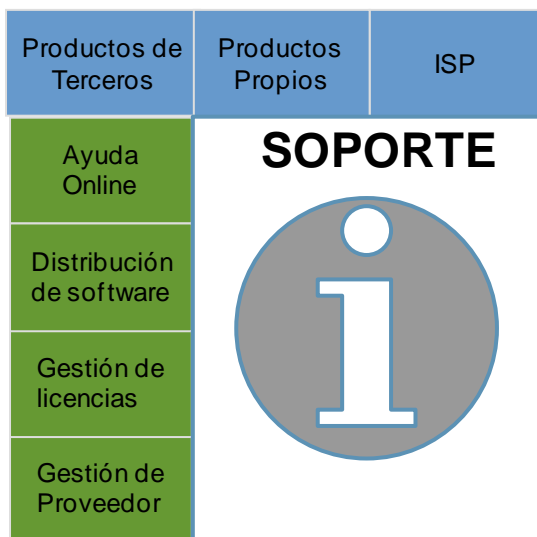 Productos de
Terceros
Productos
Propios
ISP
SOPORTE
Ayuda
Online
Distribución
de software
Gestión de
licencias
Gestión de
Proveedor